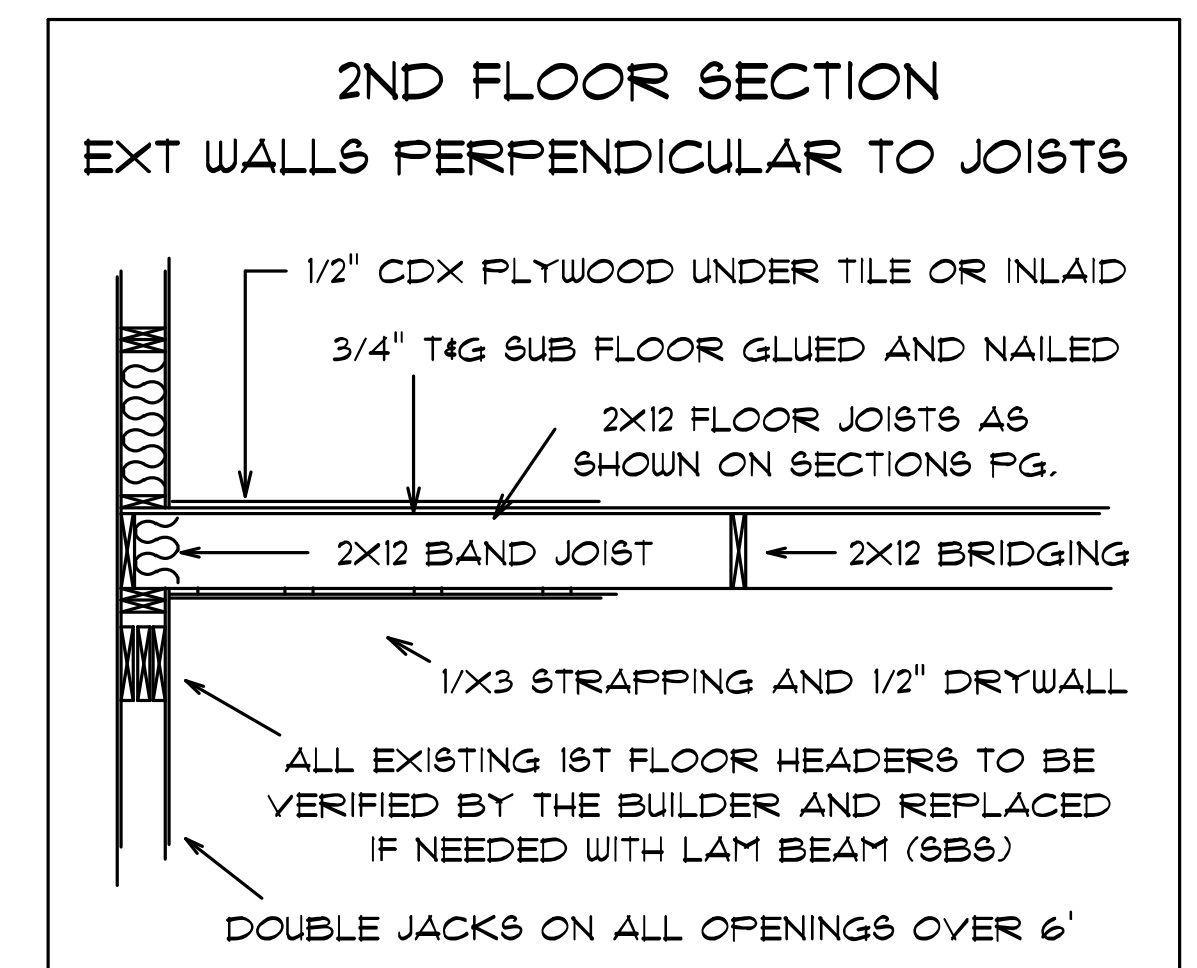 2ND FLOOR SECTION
EXT WALLS PERPENDICULAR TO JOISTS
1/2" CDX PLYWOOD UNDER TILE OR INLAID
3/4" T&G SUB FLOOR GLUED AND NAILED
2X12 FLOOR JOISTS AS
SHOWN ON SECTIONS PG.
2X12 BAND JOIST
2X12 BRIDGING
1/X3 STRAPPING AND 1/2" DRYWALL
ALL EXISTING 1ST FLOOR HEADERS TO BE
VERIFIED BY THE BUILDER AND REPLACED
IF NEEDED WITH LAM BEAM (SBS)
DOUBLE JACKS ON ALL OPENINGS OVER 6'